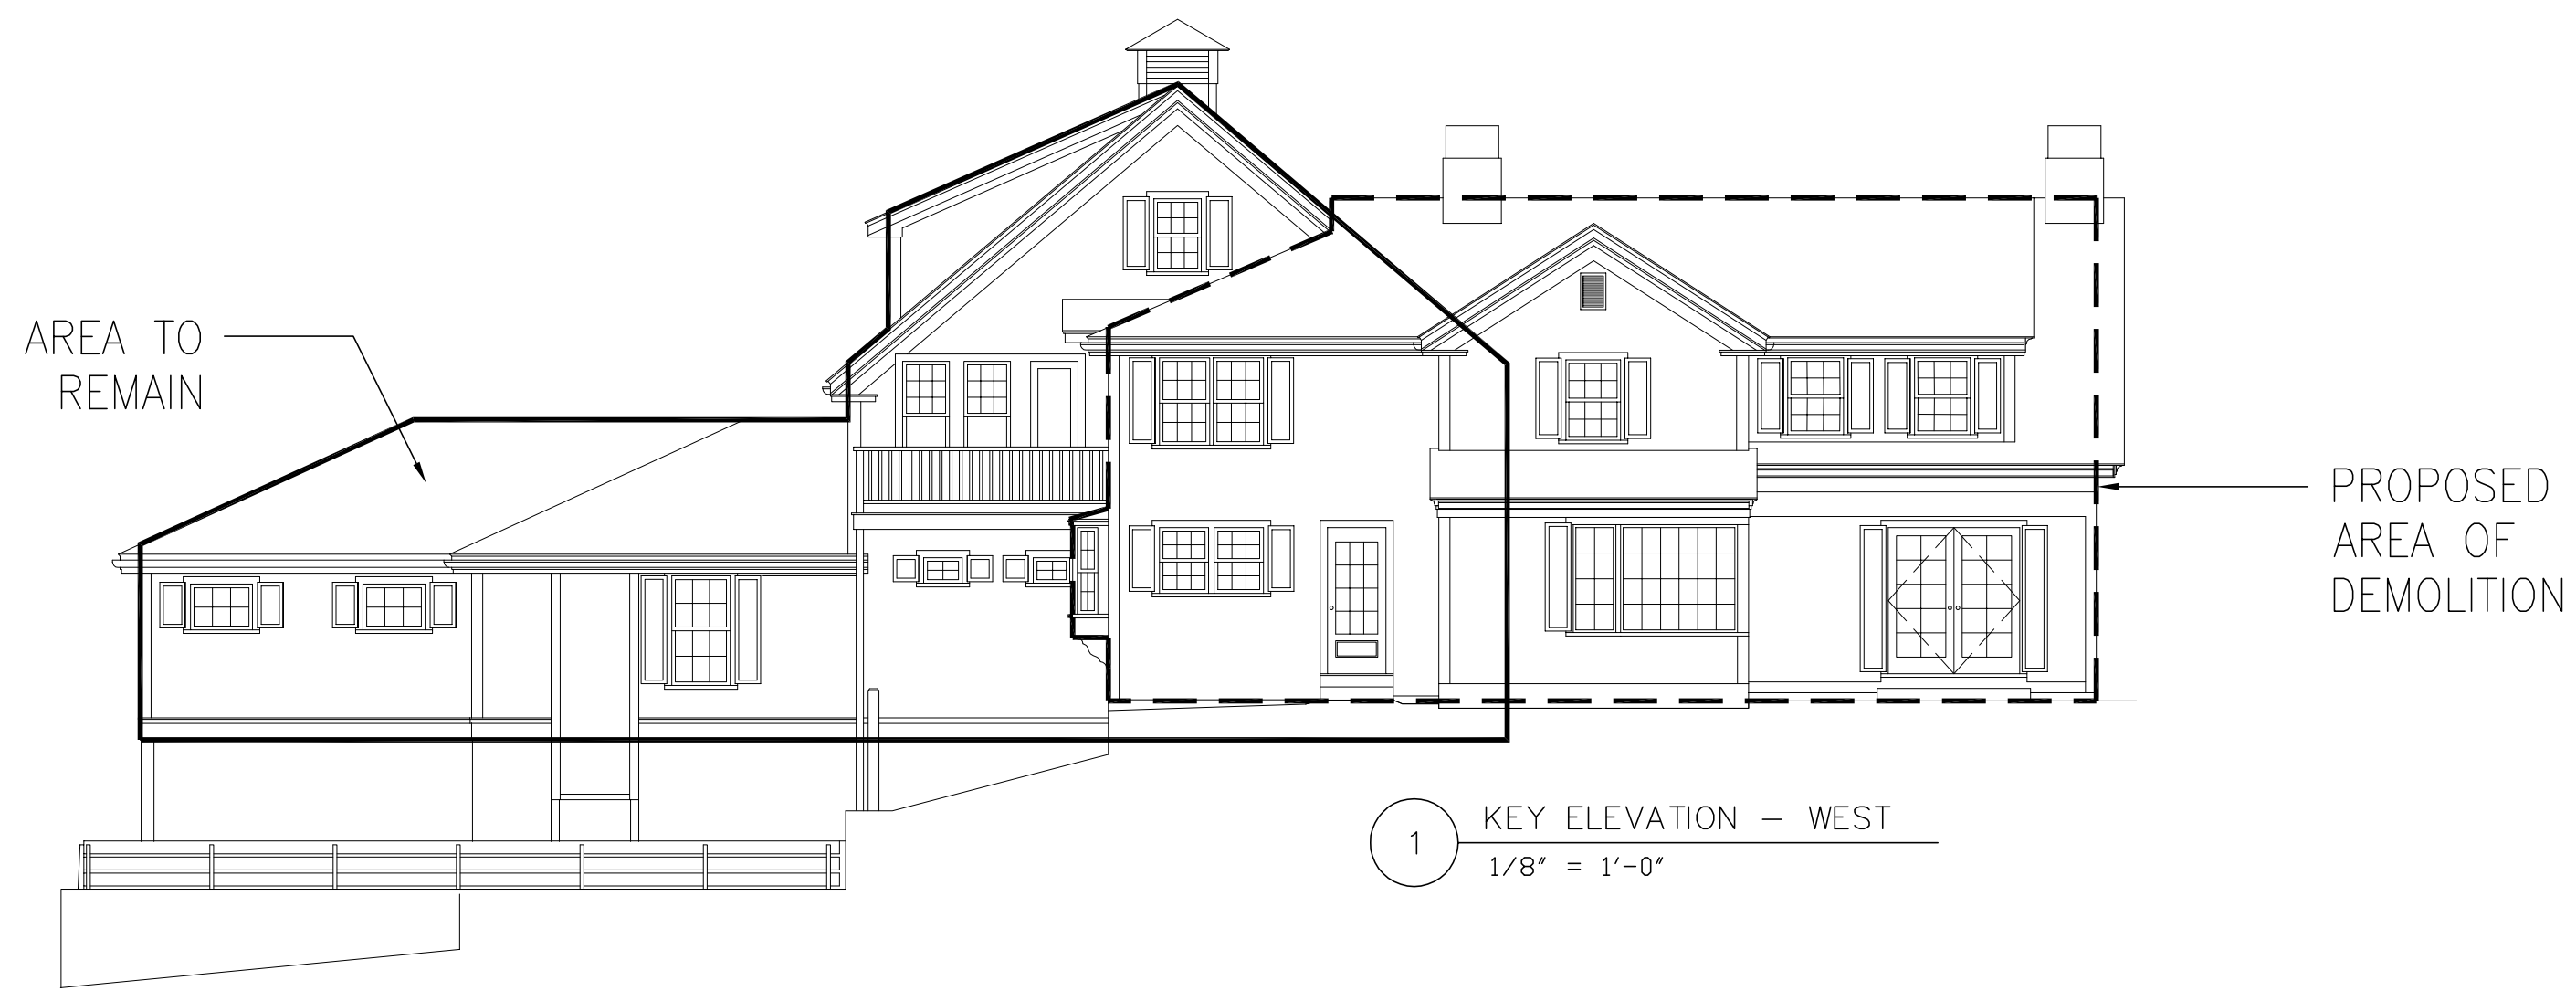 AREA TO
REMAIN
PROPOSED
AREA OF
DEMOLITION
1
KEY ELEVATION - WEST
1/8" = 1'-0"